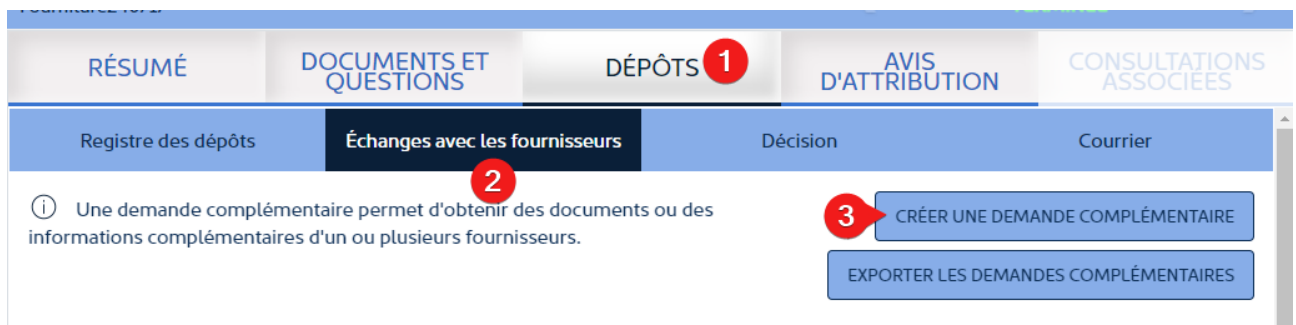 RÉSUMÉ
DOCUMENTS ET
QUESTIONS
DÉPÔTS 1
AVIS
D'ATTRIBUTION
CONSULTATIONS
ASSOCIÉES
Registre des dépôts
Échanges avec les fournisseurs
Décision
Courrier
2
Une demande complémentaire permet d'obtenir des documents ou des
informations complémentaires d'un ou plusieurs fournisseurs.
3 CRÉER UNE DEMANDE COMPLÉMENTAIRE
EXPORTER LES DEMANDES COMPLÉMENTAIRES